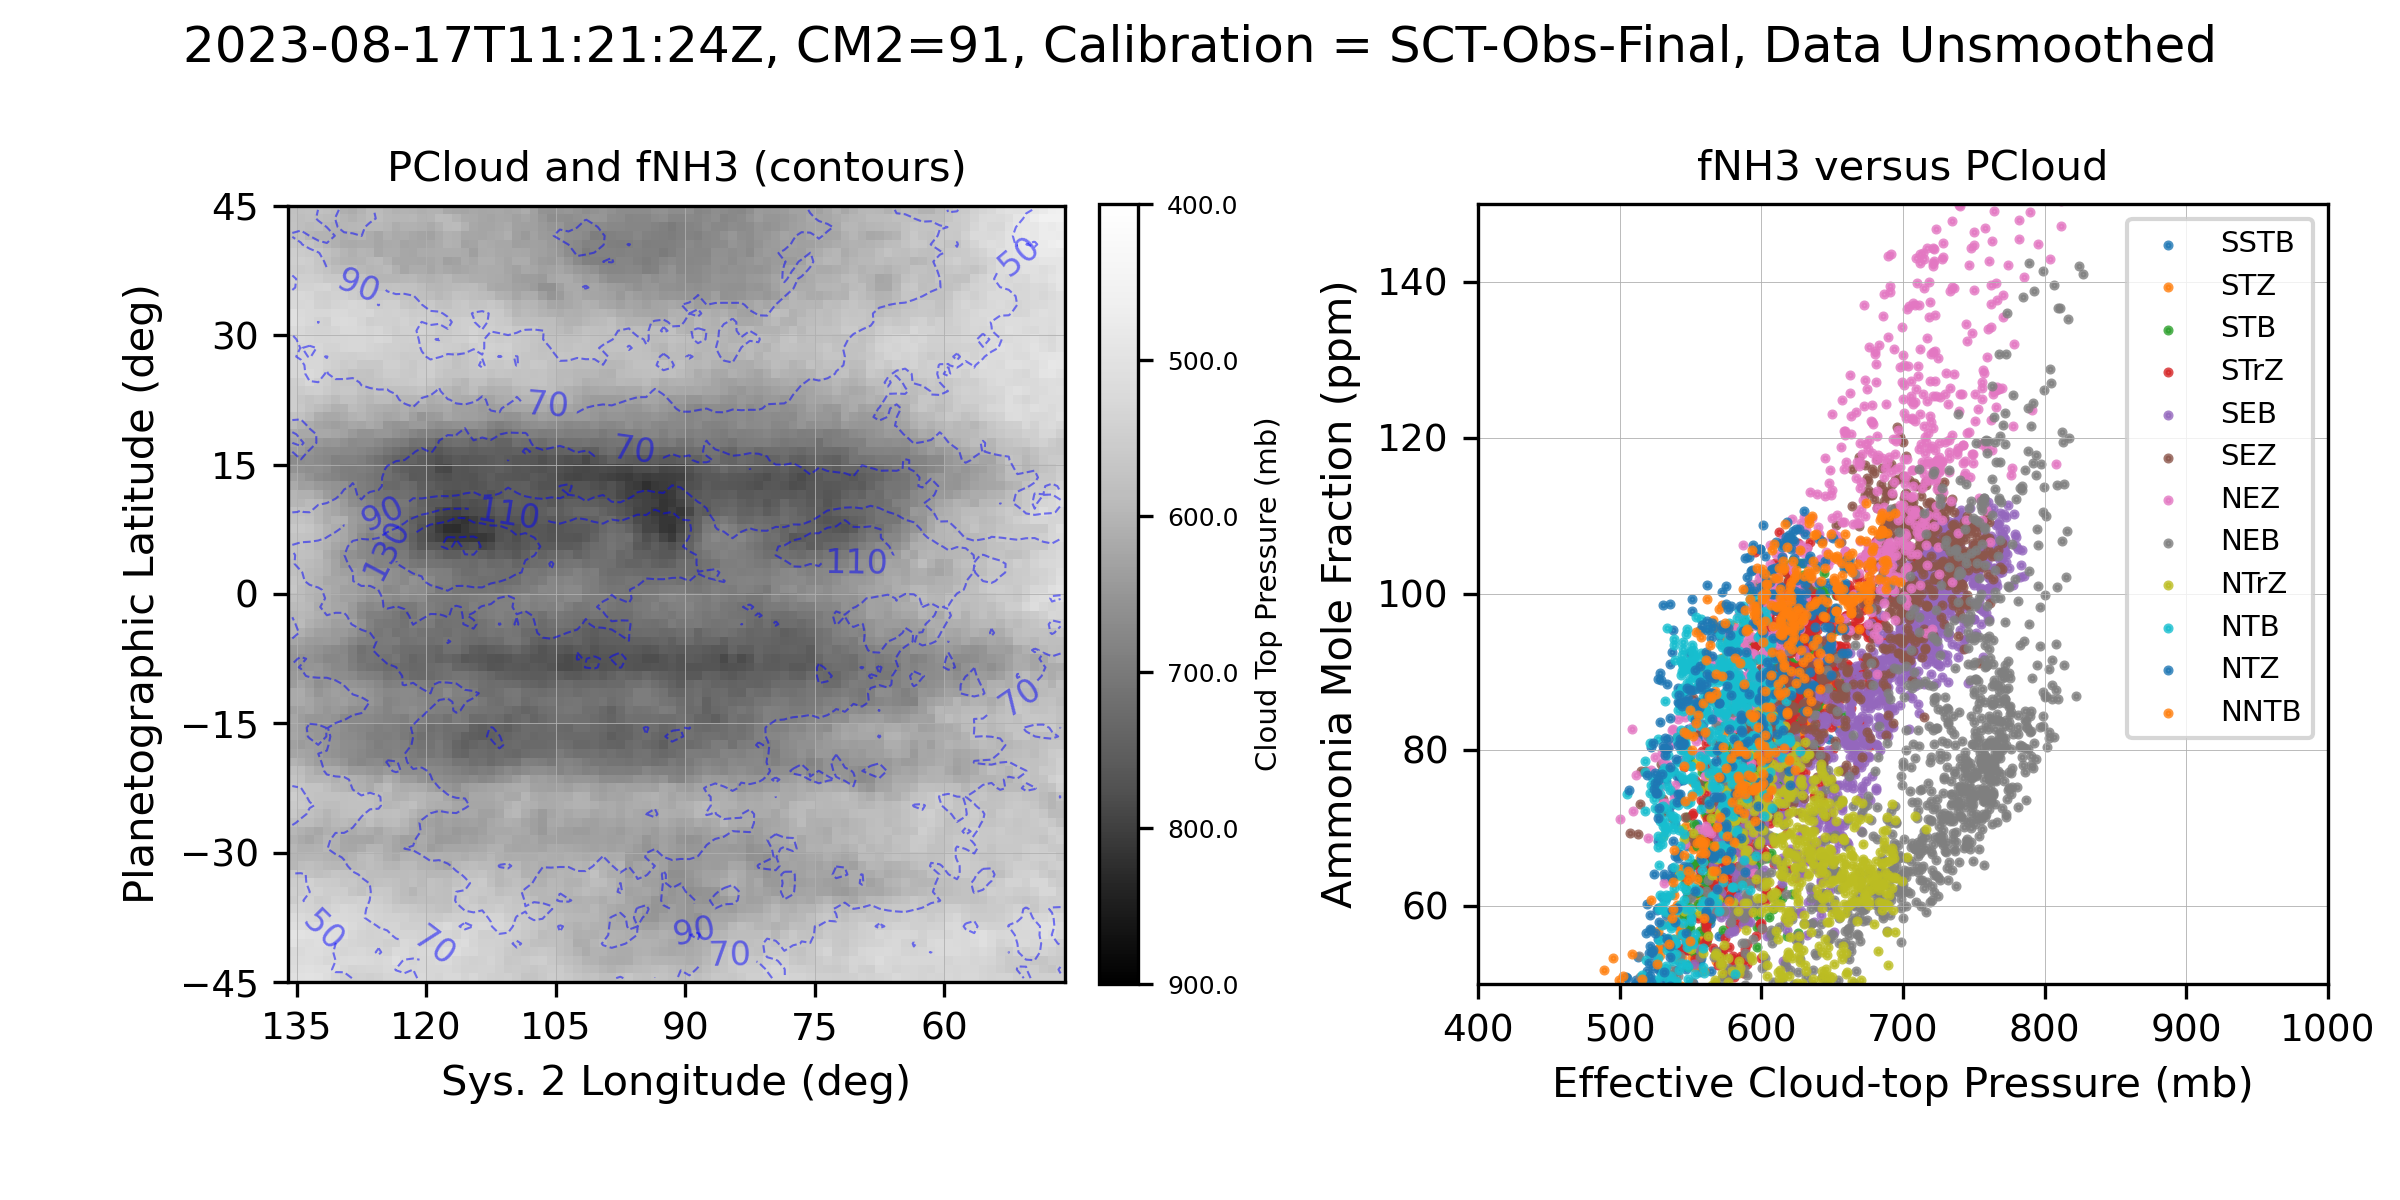 2023-08-17T11:21:24Z, CM2=91, Calibration = SCT-Obs-Final, Data Unsmoothed
PCloud and fNH3 (contours)
Planetographic Latitude (deg)
45
30
15
0
−15
−30
−45
135
120
105
90
75
60
Sys. 2 Longitude (deg)
50
90
70
70
90
110
130
110
70
50
70
90
70
400.0
500.0
600.0
700.0
800.0
900.0
Cloud Top Pressure (mb)
fNH3 versus PCloud
Ammonia Mole Fraction (ppm)
140
120
100
80
60
400
500
600
700
800
900
1000
Effective Cloud-top Pressure (mb)
SSTB
STZ
STB
STrZ
SEB
SEZ
NEZ
NEB
NTrZ
NTB
NTZ
NNTB